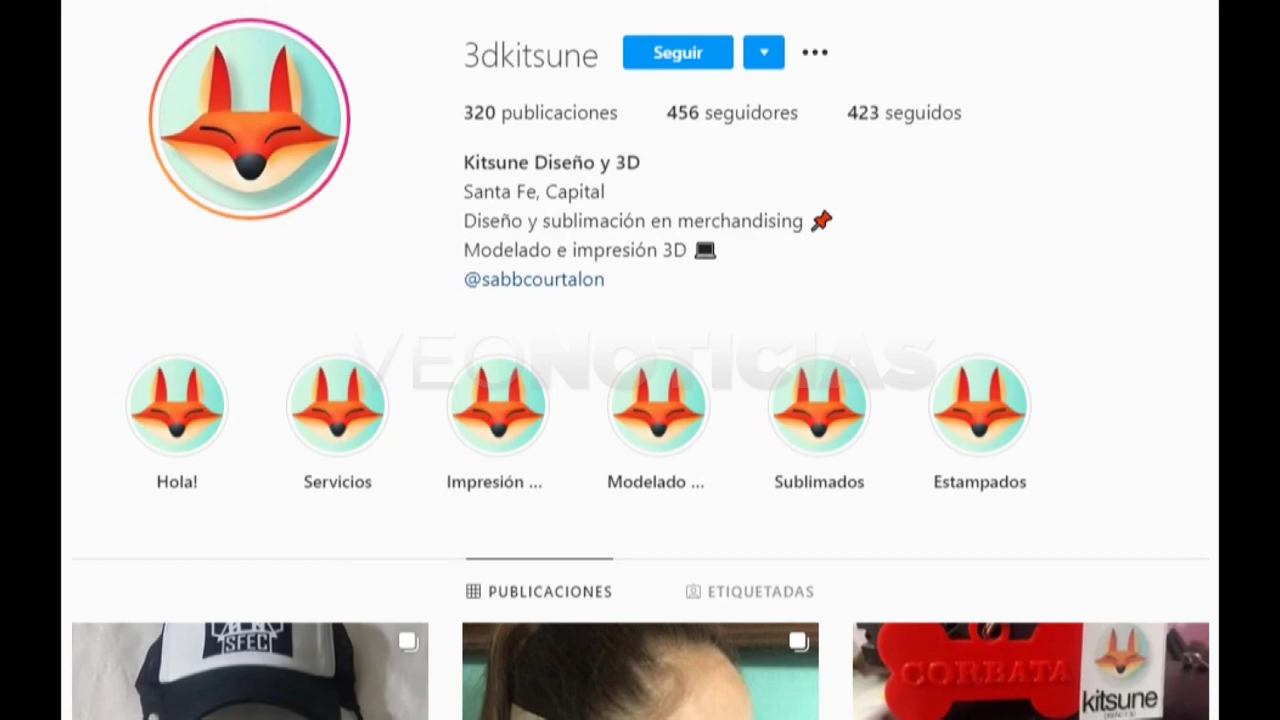 3dkitsune
Seguir
320 publicaciones 456 seguidores 423 seguidos
Kitsune Diseño y 3D
Santa Fe, Capital
Diseño y sublimación en merchandising
Modelado e impresión 3D
@sabbcourtalon
VEONOTICIAS
Hola! Servicios Impresión ... Modelado ... Sublimados Estampados
PUBLICACIONES ETIQUETADAS
SFEC
CORBATA
kitsune